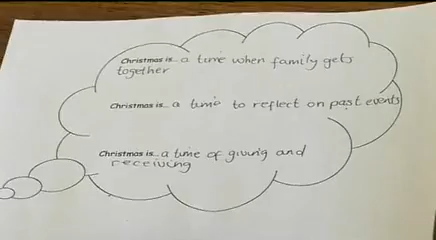 Christmas is... a time when family gets
together
Christmas is... a time to reflect on past events
Christmas is... a time of giving and
receiving